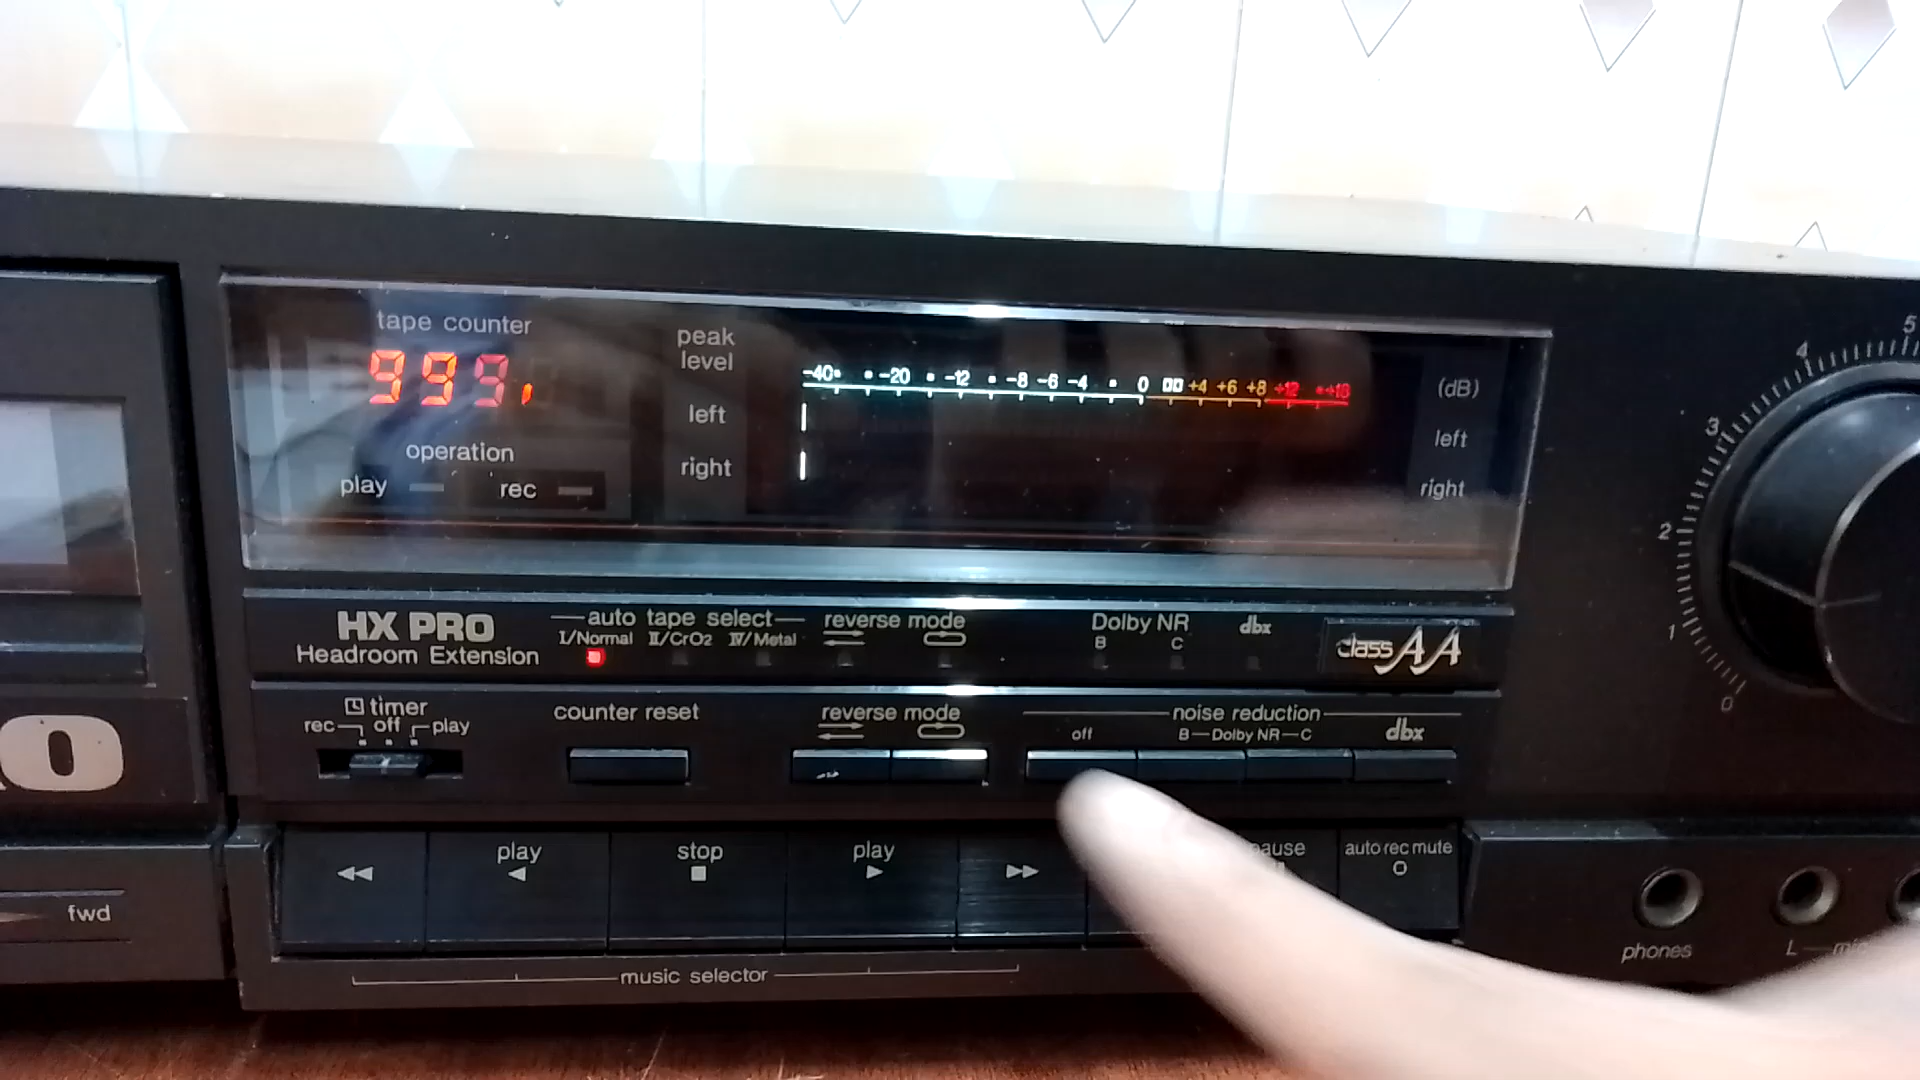 tape counter
999
operation
play rec
peak
level
left
right
-40 -20 -12 -8 -6 -4 0 +4 +6 +8 +12 +18
(dB)
left
right
HX PRO
Headroom Extension
auto tape select
I/Normal II/CrO2 IV/Metal
reverse mode
Dolby NR
B C
dbx
class AA
timer
rec off play
counter reset
reverse mode
noise reduction
off B Dolby NR C dbx
play
stop
play
auto rec mute
music selector
fwd
phones
L
0
1
2
3
4
5